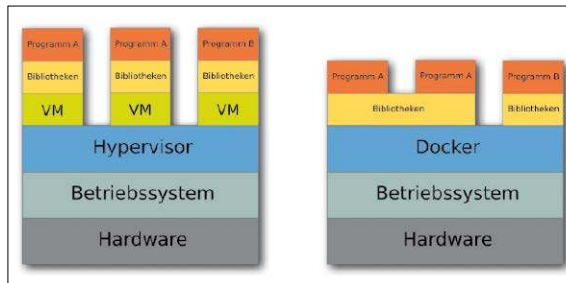 Programm A Programm A Programm B
Bibliotheken Bibliotheken Bibliotheken
VM VM VM
Hypervisor
Betriebssystem
Hardware
Programm A Programm A Programm B
Bibliotheken Bibliotheken
Docker
Betriebssystem
Hardware